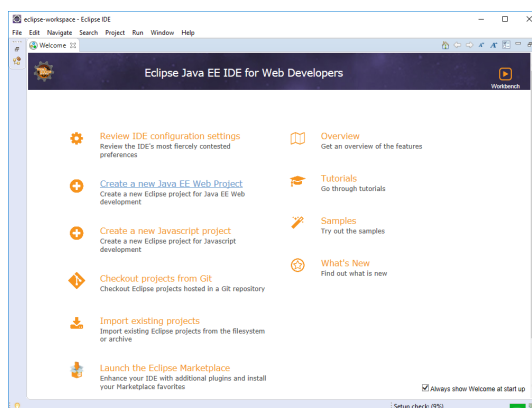 eclipse-workspace - Eclipse IDE
File Edit Navigate Search Project Run Window Help
Welcome
Eclipse Java EE IDE for Web Developers
Workbench
Review IDE configuration settings
Review the IDE's most fiercely contested
preferences
Create a new Java EE Web Project
Create a new Eclipse project for Java EE Web
development
Create a new Javascript project
Create a new Eclipse project for Javascript
development
Checkout projects from Git
Checkout Eclipse projects hosted in a Git repository
Import existing projects
Import existing Eclipse projects from the filesystem
or archive
Launch the Eclipse Marketplace
Enhance your IDE with additional plugins and install
your Marketplace favorites
Overview
Get an overview of the features
Tutorials
Go through tutorials
Samples
Try out the samples
What's New
Find out what is new
Always show Welcome at start up
Setup check: (9%)